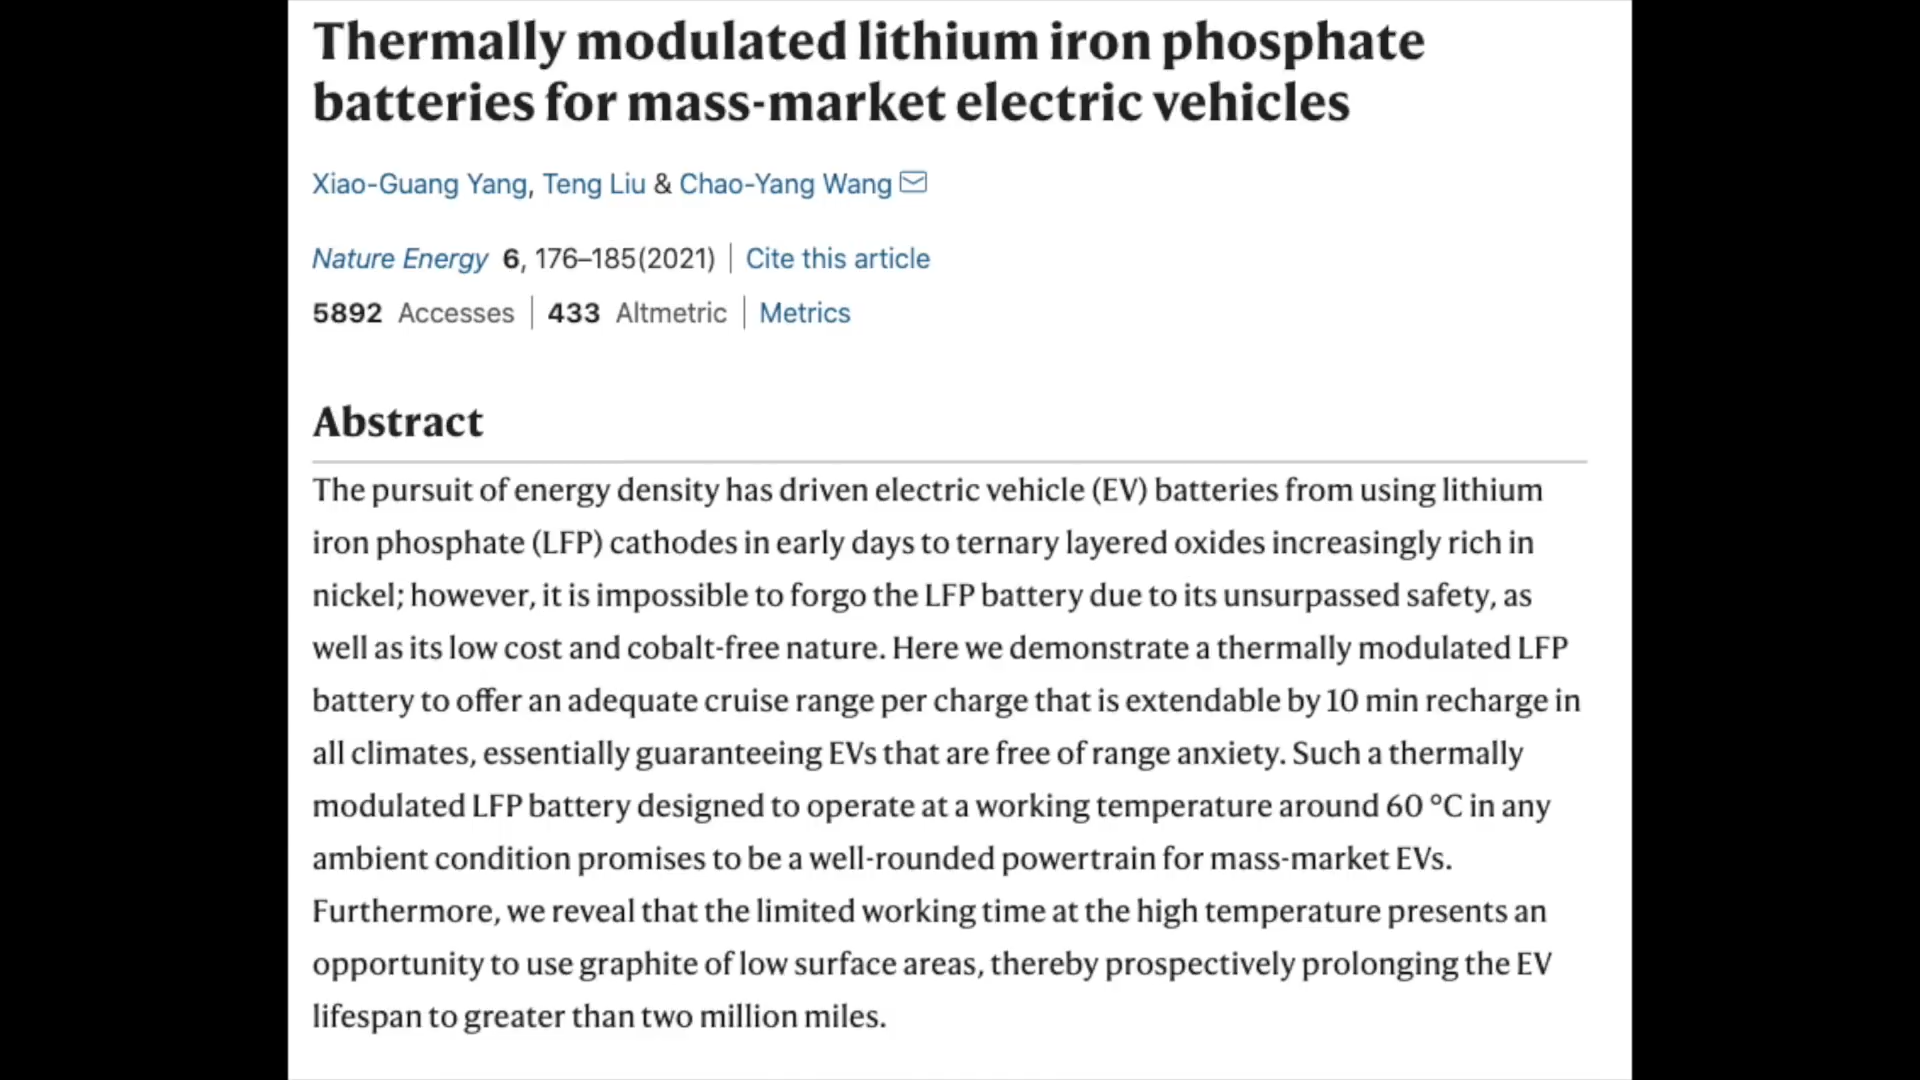 Thermally modulated lithium iron phosphate
batteries for mass-market electric vehicles
Xiao-Guang Yang, Teng Liu & Chao-Yang Wang
Nature Energy 6, 176–185(2021) | Cite this article
5892 Accesses | 433 Altmetric | Metrics
Abstract
The pursuit of energy density has driven electric vehicle (EV) batteries from using lithium
iron phosphate (LFP) cathodes in early days to ternary layered oxides increasingly rich in
nickel; however, it is impossible to forgo the LFP battery due to its unsurpassed safety, as
well as its low cost and cobalt-free nature. Here we demonstrate a thermally modulated LFP
battery to offer an adequate cruise range per charge that is extendable by 10 min recharge in
all climates, essentially guaranteeing EVs that are free of range anxiety. Such a thermally
modulated LFP battery designed to operate at a working temperature around 60 °C in any
ambient condition promises to be a well-rounded powertrain for mass-market EVs.
Furthermore, we reveal that the limited working time at the high temperature presents an
opportunity to use graphite of low surface areas, thereby prospectively prolonging the EV
lifespan to greater than two million miles.